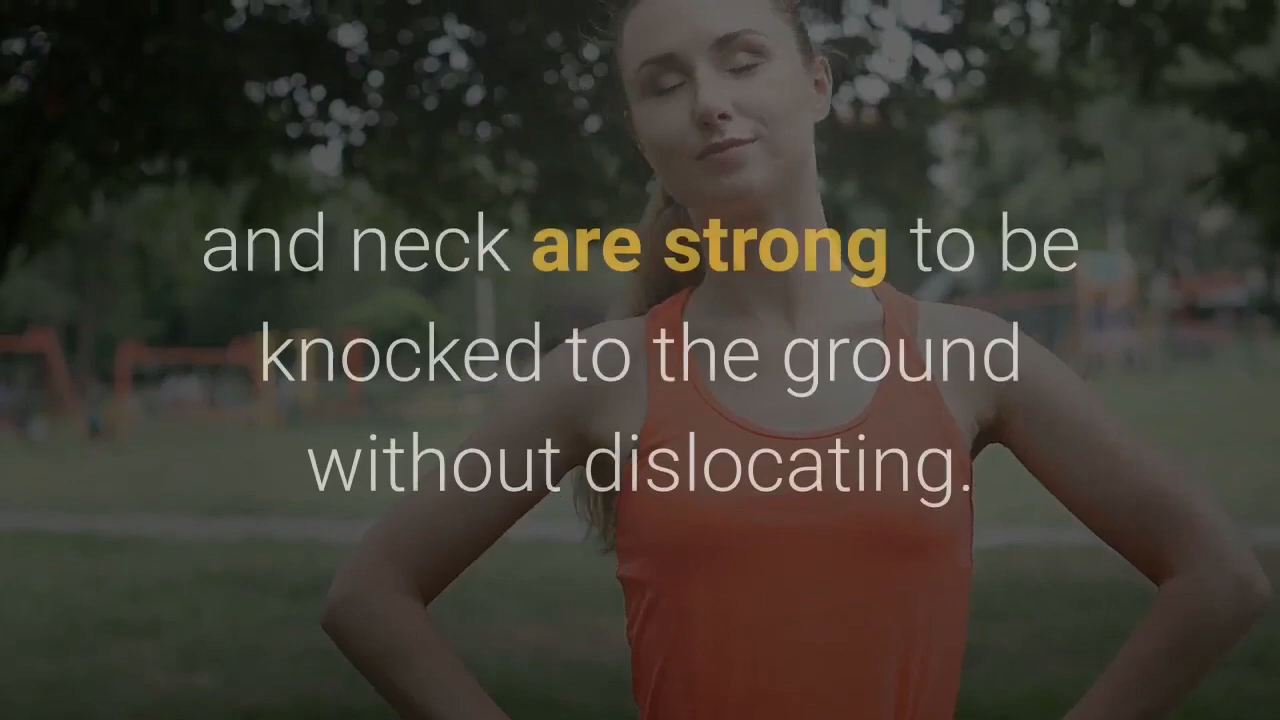 and neck are strong to be
knocked to the ground
without dislocating.